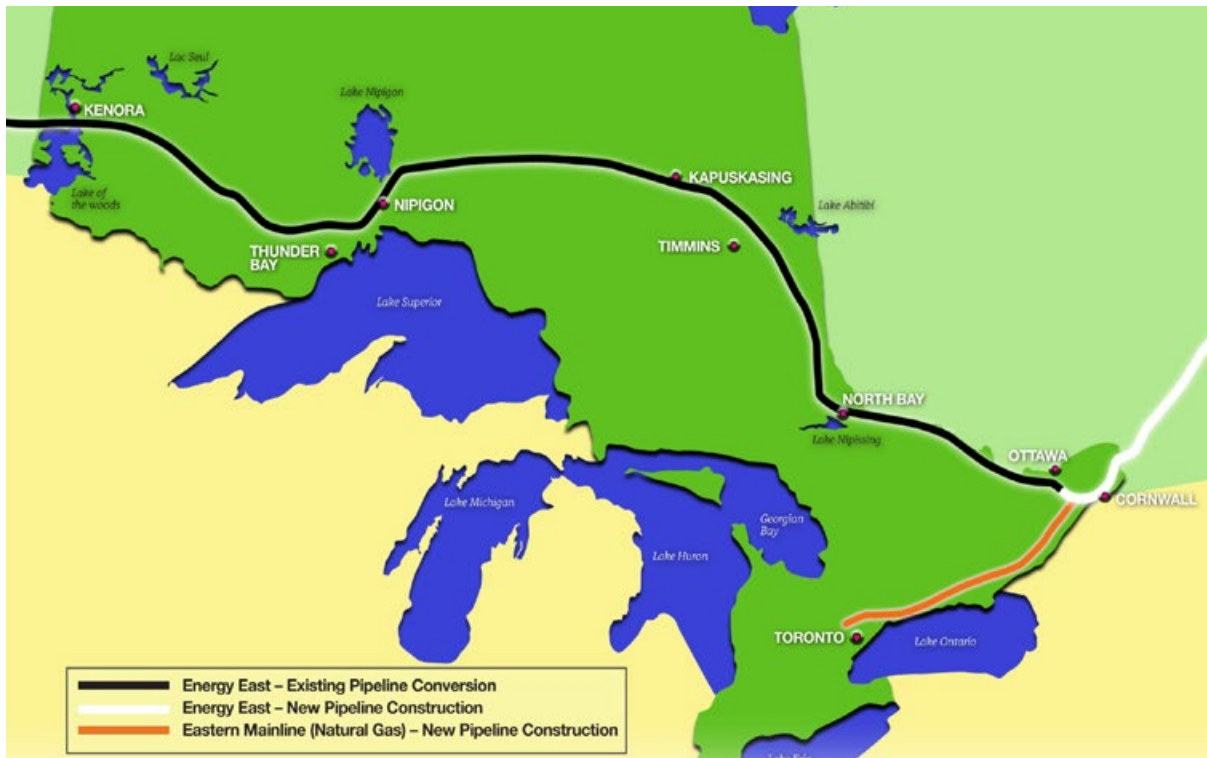 Lac Seul
KENORA
Lake Nipigon
KAPUSKASING
Lake of
the woods
NIPIGON
Lake Abitibi
THUNDER
BAY
TIMMINS
Lake Superior
NORTH BAY
Lake Nipissing
OTTAWA
Lake Michigan
CORNWALL
Georgian
Bay
Lake Huron
TORONTO
Lake Ontario
Energy East – Existing Pipeline Conversion
Energy East – New Pipeline Construction
Eastern Mainline (Natural Gas) – New Pipeline Construction